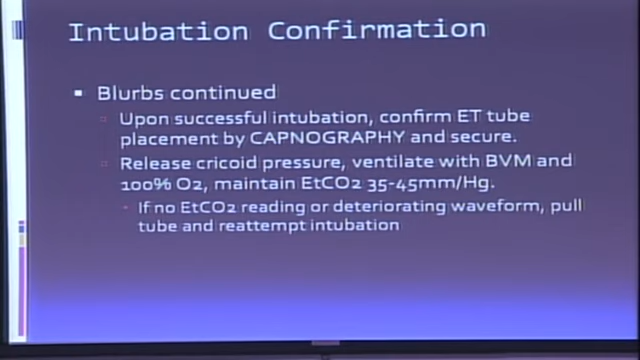 Intubation Confirmation
Blurbs continued
Upon successful intubation, confirm ET tube
placement by CAPNOGRAPHY and secure.
Release cricoid pressure, ventilate with BVM and
100% O2, maintain EtCO2 35-45mm/Hg.
If no EtCO2 reading or deteriorating waveform, pull
tube and reattempt intubation